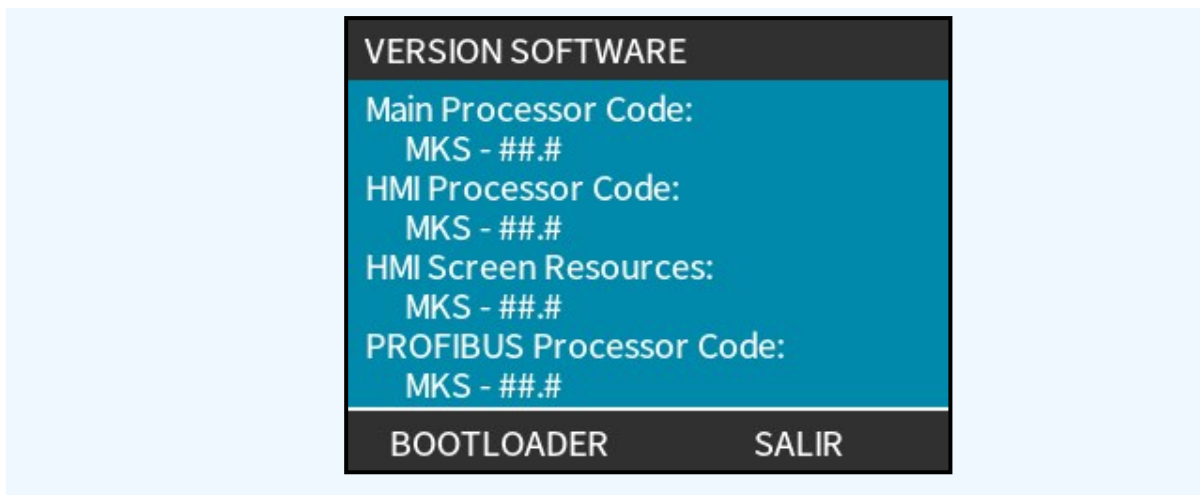 VERSION SOFTWARE
Main Processor Code:
MKS - ##.#
HMI Processor Code:
MKS - ##.#
HMI Screen Resources:
MKS - ##.#
PROFIBUS Processor Code:
MKS - ##.#
BOOTLOADER SALIR